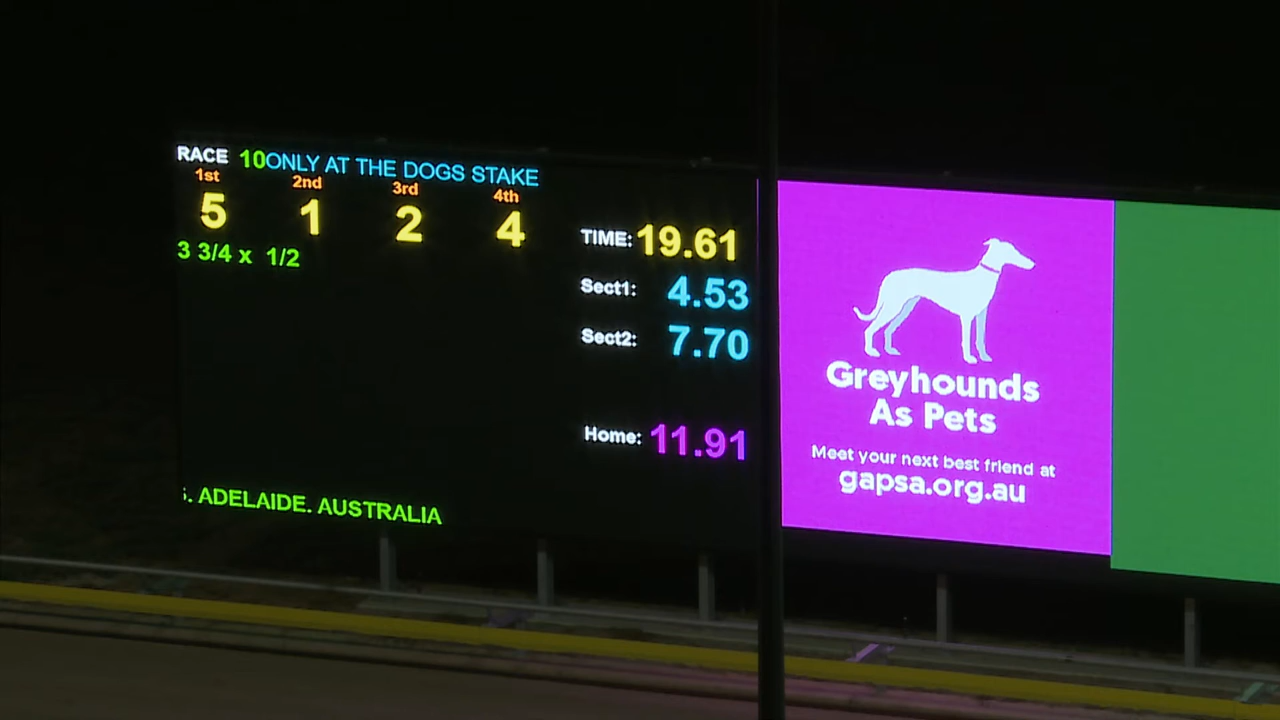 RACE 10ONLY AT THE DOGS STAKE
1st 2nd 3rd 4th
5 1 2 4
3 3/4 x 1/2
TIME: 19.61
Sect1: 4.53
Sect2: 7.70
Home: 11.91
. ADELAIDE. AUSTRALIA
Greyhounds
As Pets
Meet your next best friend at
gapsa.org.au